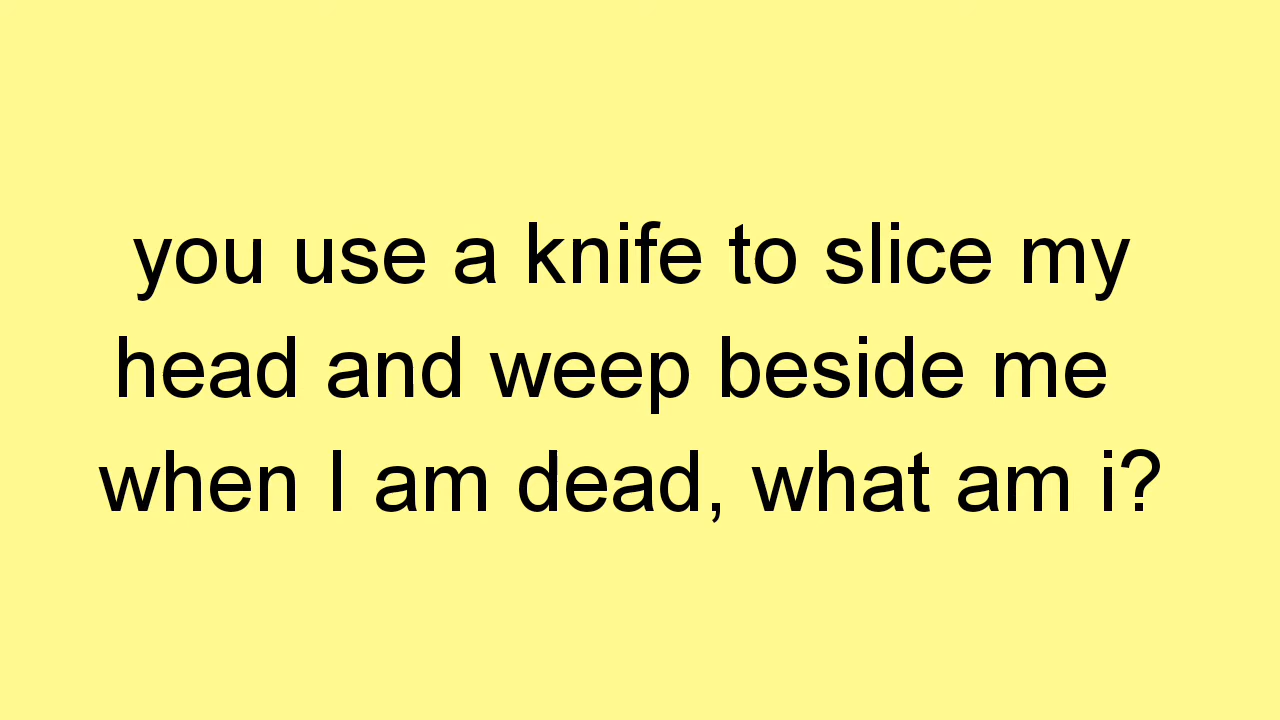 you use a knife to slice my
head and weep beside me
when I am dead, what am i?